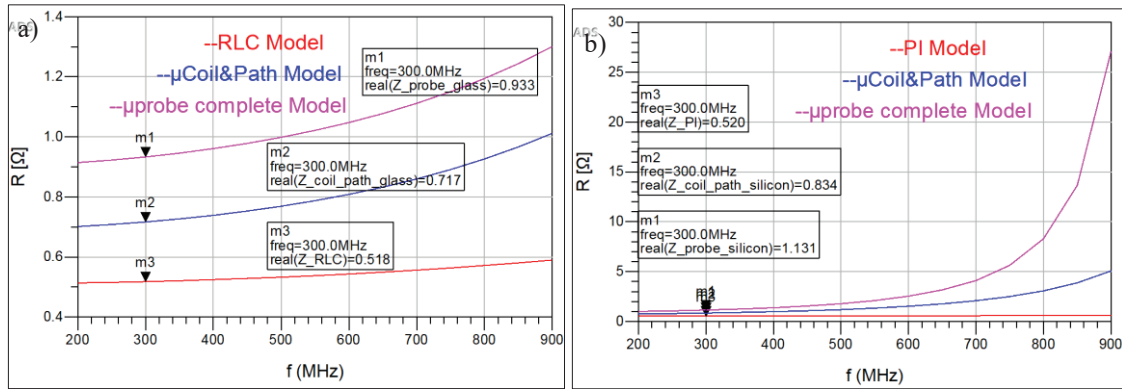 a)
ADS
--RLC Model
--µCoil&Path Model
--µprobe complete Model
m1
freq=300.0MHz
real(Z_probe_glass)=0.933
m2
freq=300.0MHz
real(Z_coil_path_glass)=0.717
m3
freq=300.0MHz
real(Z_RLC)=0.518
m1
m2
m3
R [Ω]
1.4
1.2
1.0
0.8
0.6
0.4
200 300 400 500 600 700 800 900
f (MHz)
b)
ADS
--PI Model
--µCoil&Path Model
--µprobe complete Model
m3
freq=300.0MHz
real(Z_PI)=0.520
m2
freq=300.0MHz
real(Z_coil_path_silicon)=0.834
m1
freq=300.0MHz
real(Z_probe_silicon)=1.131
R [Ω]
30
25
20
15
10
5
0
200 300 400 500 600 700 800 900
f (MHz)